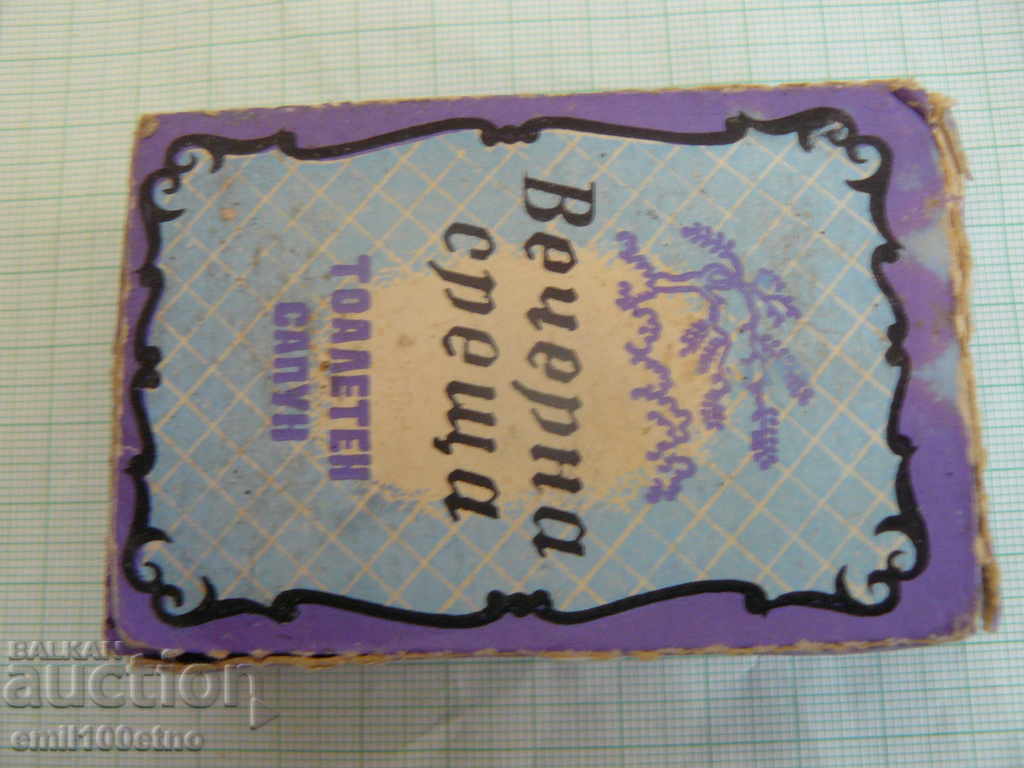 Вечерна
среща
ТОАЛЕТЕН
САПУН
BALKAN
auction
emil100etno